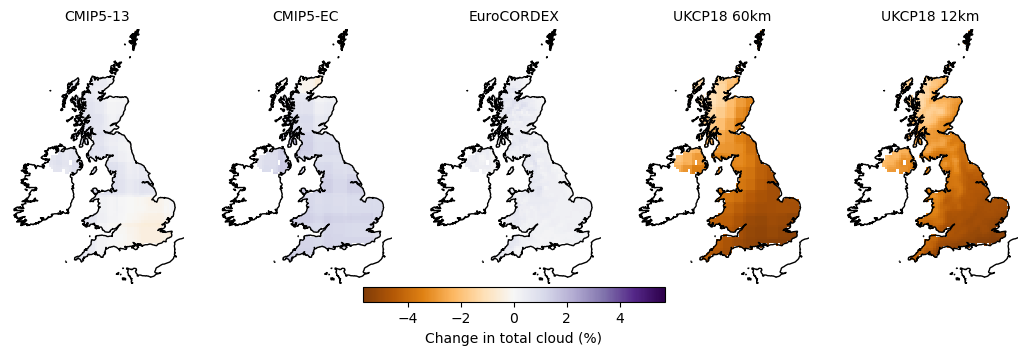 CMIP5-13 CMIP5-EC EuroCORDEX UKCP18 60km UKCP18 12km
−4 −2 0 2 4
Change in total cloud (%)